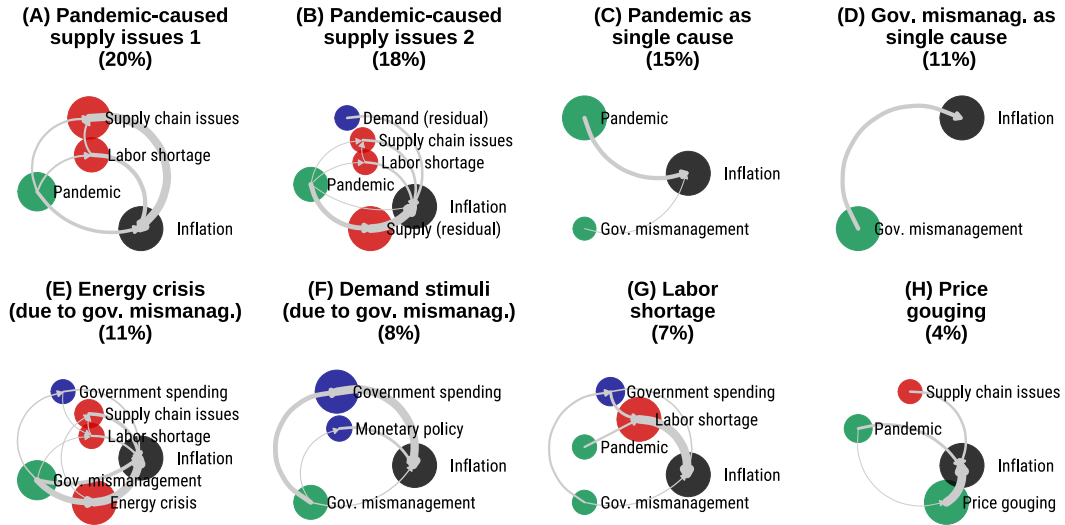 (A) Pandemic-caused
supply issues 1
(20%)
Supply chain issues
Labor shortage
Pandemic
Inflation
(B) Pandemic-caused
supply issues 2
(18%)
Demand (residual)
Supply chain issues
Labor shortage
Pandemic
Inflation
Supply (residual)
(C) Pandemic as
single cause
(15%)
Pandemic
Inflation
Gov. mismanagement
(D) Gov. mismanag. as
single cause
(11%)
Inflation
Gov. mismanagement
(E) Energy crisis
(due to gov. mismanag.)
(11%)
Government spending
Supply chain issues
Labor shortage
Inflation
Gov. mismanagement
Energy crisis
(F) Demand stimuli
(due to gov. mismanag.)
(8%)
Government spending
Monetary policy
Inflation
Gov. mismanagement
(G) Labor
shortage
(7%)
Government spending
Labor shortage
Pandemic
Inflation
Gov. mismanagement
(H) Price
gouging
(4%)
Supply chain issues
Pandemic
Inflation
Price gouging